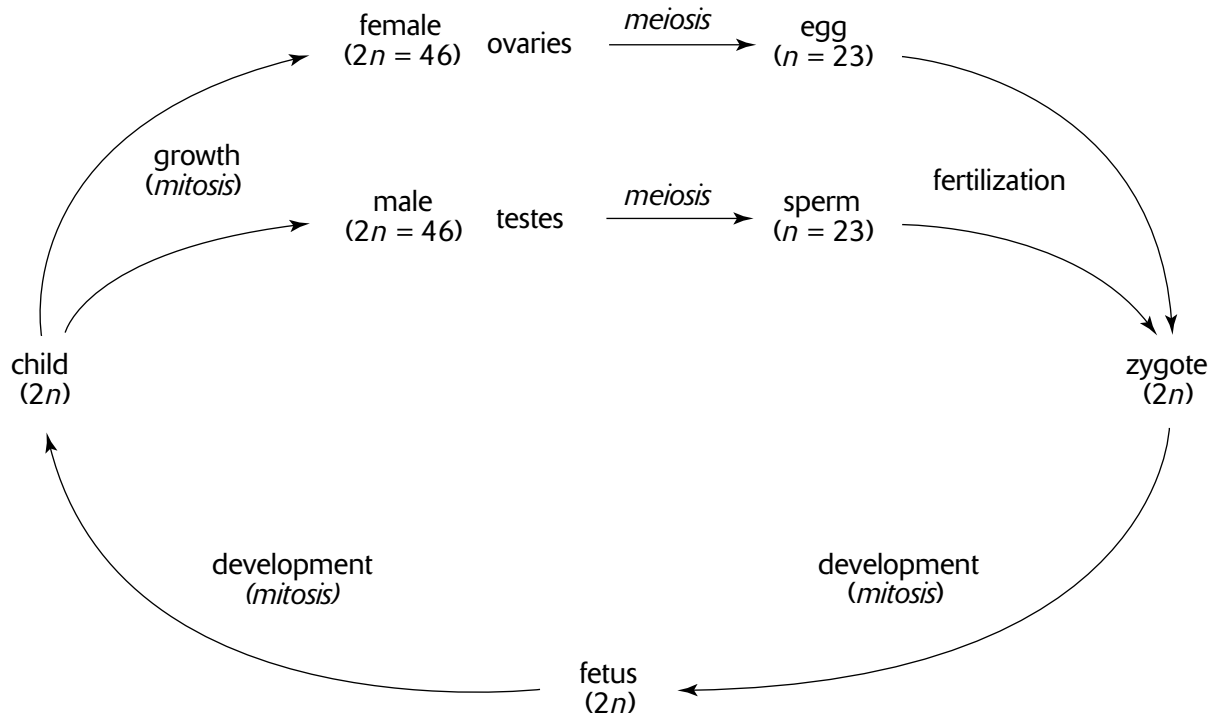 female
(2n = 46)
ovaries
meiosis
egg
(n = 23)
growth
(mitosis)
male
(2n = 46)
testes
meiosis
sperm
(n = 23)
fertilization
child
(2n)
zygote
(2n)
development
(mitosis)
development
(mitosis)
fetus
(2n)